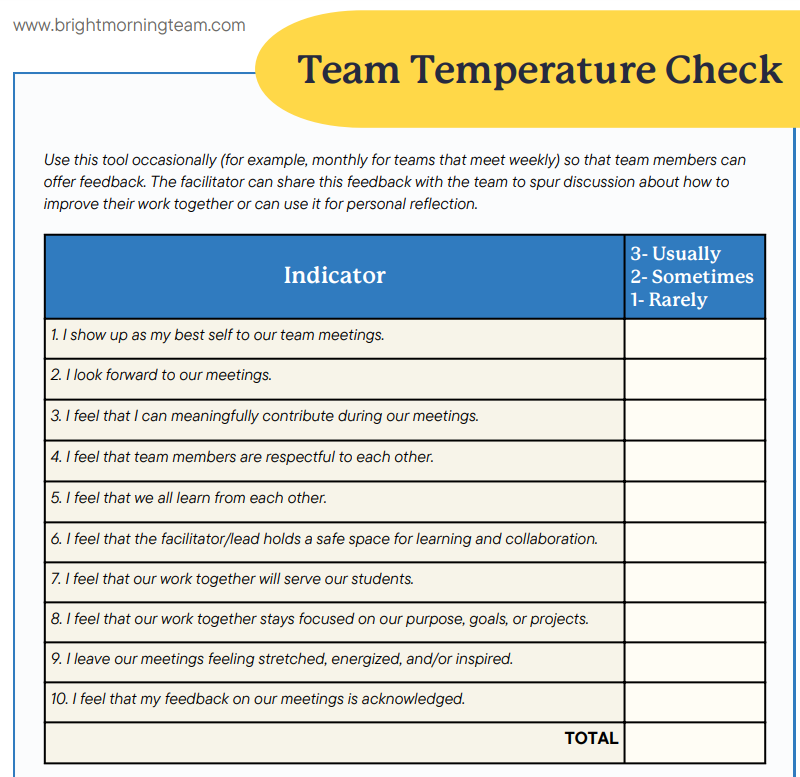 www.brightmorningteam.com
Team Temperature Check
Use this tool occasionally (for example, monthly for teams that meet weekly) so that team members can
offer feedback. The facilitator can share this feedback with the team to spur discussion about how to
improve their work together or can use it for personal reflection.
Indicator
3- Usually
2- Sometimes
1- Rarely
1. I show up as my best self to our team meetings.
2. I look forward to our meetings.
3. I feel that I can meaningfully contribute during our meetings.
4. I feel that team members are respectful to each other.
5. I feel that we all learn from each other.
6. I feel that the facilitator/lead holds a safe space for learning and collaboration.
7. I feel that our work together will serve our students.
8. I feel that our work together stays focused on our purpose, goals, or projects.
9. I leave our meetings feeling stretched, energized, and/or inspired.
10. I feel that my feedback on our meetings is acknowledged.
TOTAL